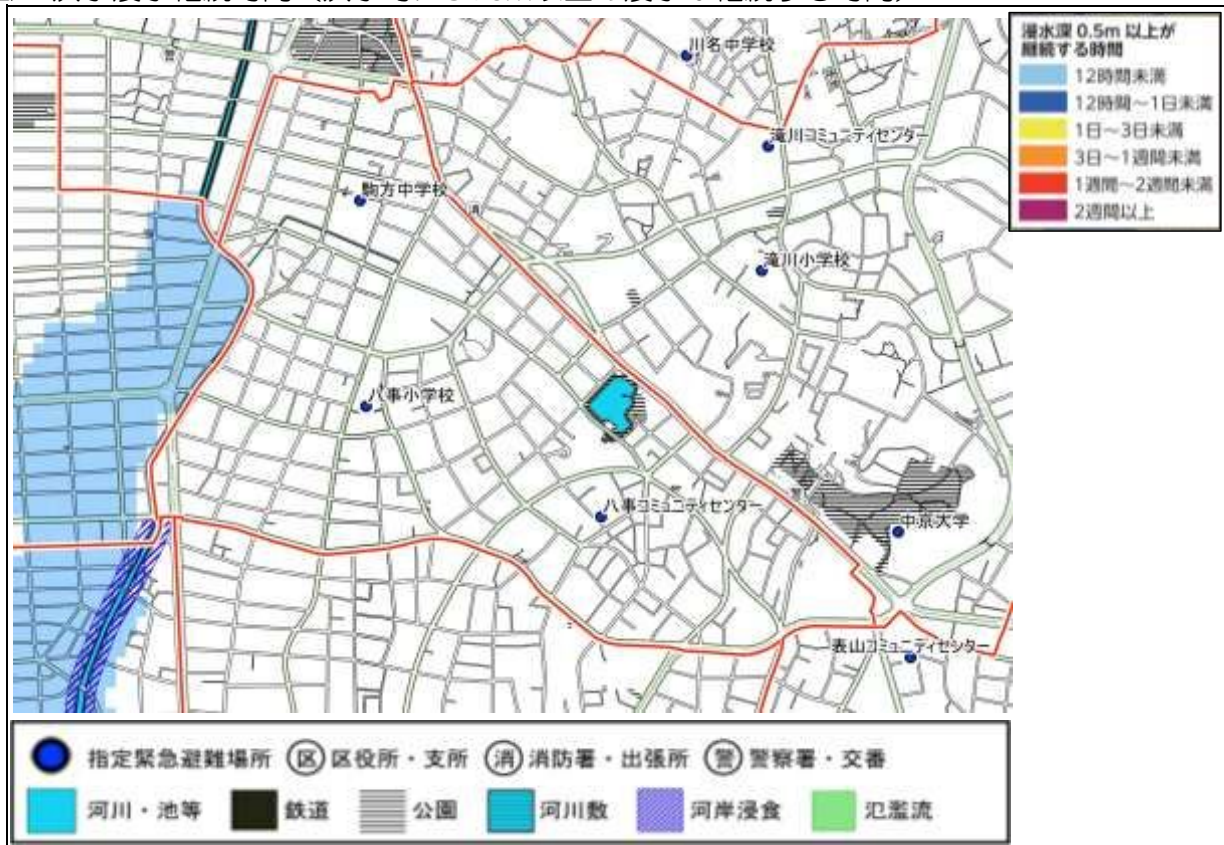 浸水深 0.5m 以上が
継続する時間
12時間未満
12時間～1日未満
1日～3日未満
3日～1週間未満
1週間～2週間未満
2週間以上
川名中学校
滝川コミュニティセンター
駒方中学校
消
滝川小学校
八事小学校
八事コミュニティセンター
中京大学
表山コミュニティセンター
指定緊急避難場所 区 区役所・支所 消 消防署・出張所 警 警察署・交番
河川・池等 鉄道 公園 河川敷 河岸浸食 氾濫流